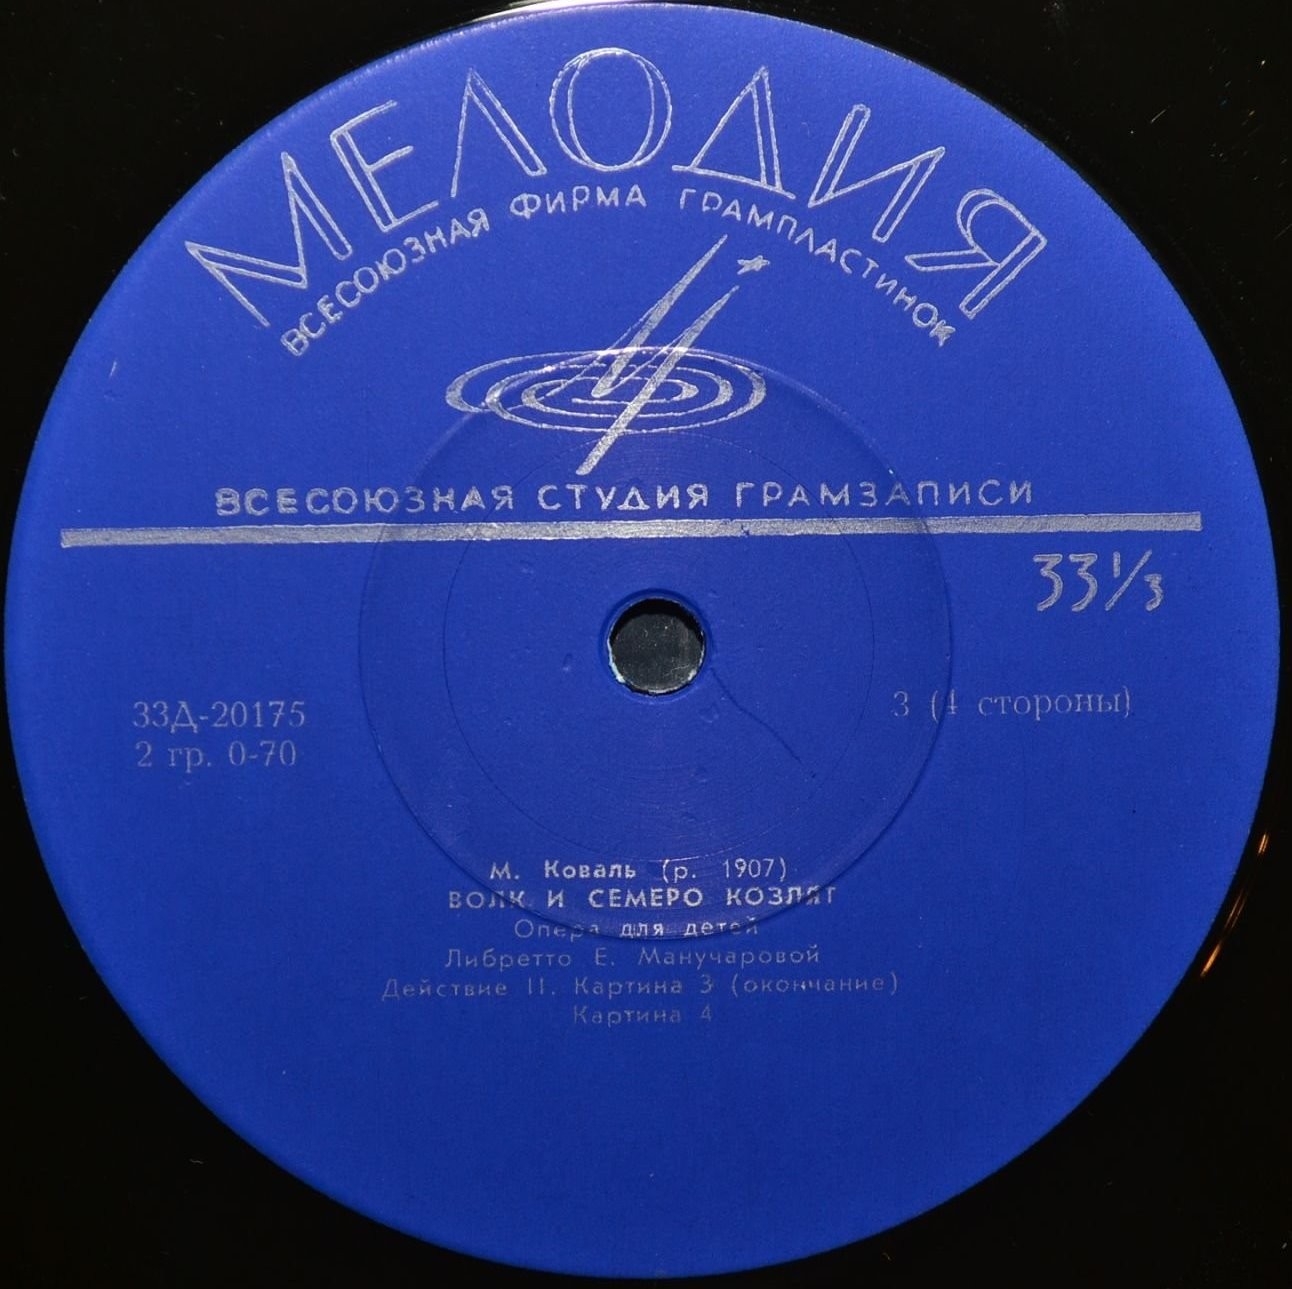 МЕЛОДИЯ
ВСЕСОЮЗНАЯ ФИРМА ГРАМПЛАСТИНОК
ВСЕСОЮЗНАЯ СТУДИЯ ГРАМЗАПИСИ
33⅓
33Д-20175
3 (4 стороны)
2 гр. 0-70
М. Коваль (р. 1907)
ВОЛК И СЕМЕРО КОЗЛЯТ
Опера для детей
Либретто Е. Манучаровой
Действие II. Картина 3 (окончание)
Картина 4